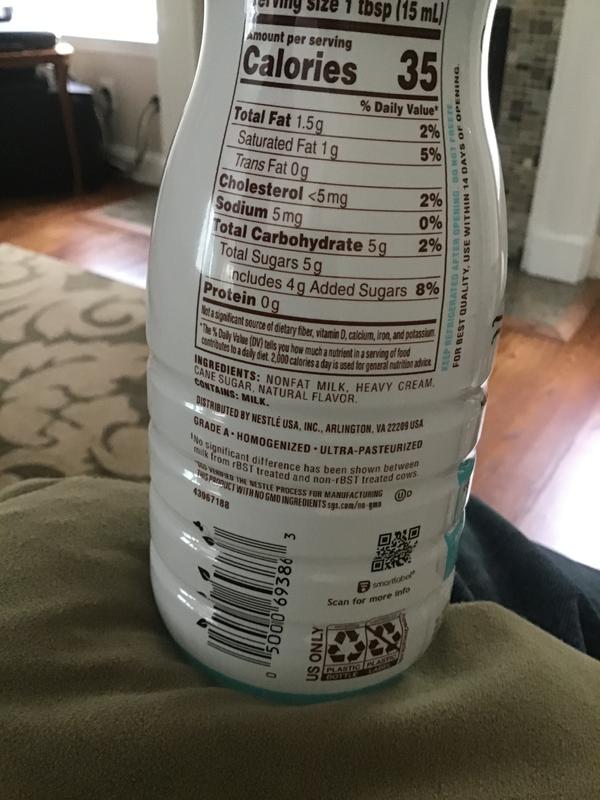 Serving size 1 tbsp (15 mL)
Amount per serving
Calories 35
% Daily Value*
Total Fat 1.5g 2%
Saturated Fat 1g 5%
Trans Fat 0g
Cholesterol <5mg 2%
Sodium 5mg 0%
Total Carbohydrate 5g 2%
Total Sugars 5g
Includes 4g Added Sugars 8%
Protein 0g
Not a significant source of dietary fiber, vitamin D, calcium, iron, and potassium
*The % Daily Value (DV) tells you how much a nutrient in a serving of food
contributes to a daily diet. 2,000 calories a day is used for general nutrition advice.
INGREDIENTS: NONFAT MILK, HEAVY CREAM,
CANE SUGAR, NATURAL FLAVOR.
CONTAINS: MILK.
DISTRIBUTED BY NESTLÉ USA, INC., ARLINGTON, VA 22209 USA
GRADE A • HOMOGENIZED • ULTRA-PASTEURIZED
†No significant difference has been shown between
milk from rBST treated and non-rBST treated cows.
SGS VERIFIED THE NESTLÉ PROCESS FOR MANUFACTURING
THIS PRODUCT WITH NO GMO INGREDIENTS sgs.com/no-gmo
UD
43967188
0 50000 69386 3
smartlabel
Scan for more info
US ONLY
PLASTIC BOTTLE
PLASTIC LABEL
KEEP REFRIGERATED AFTER OPENING. DO NOT FREEZE.
FOR BEST QUALITY, USE WITHIN 14 DAYS OF OPENING.